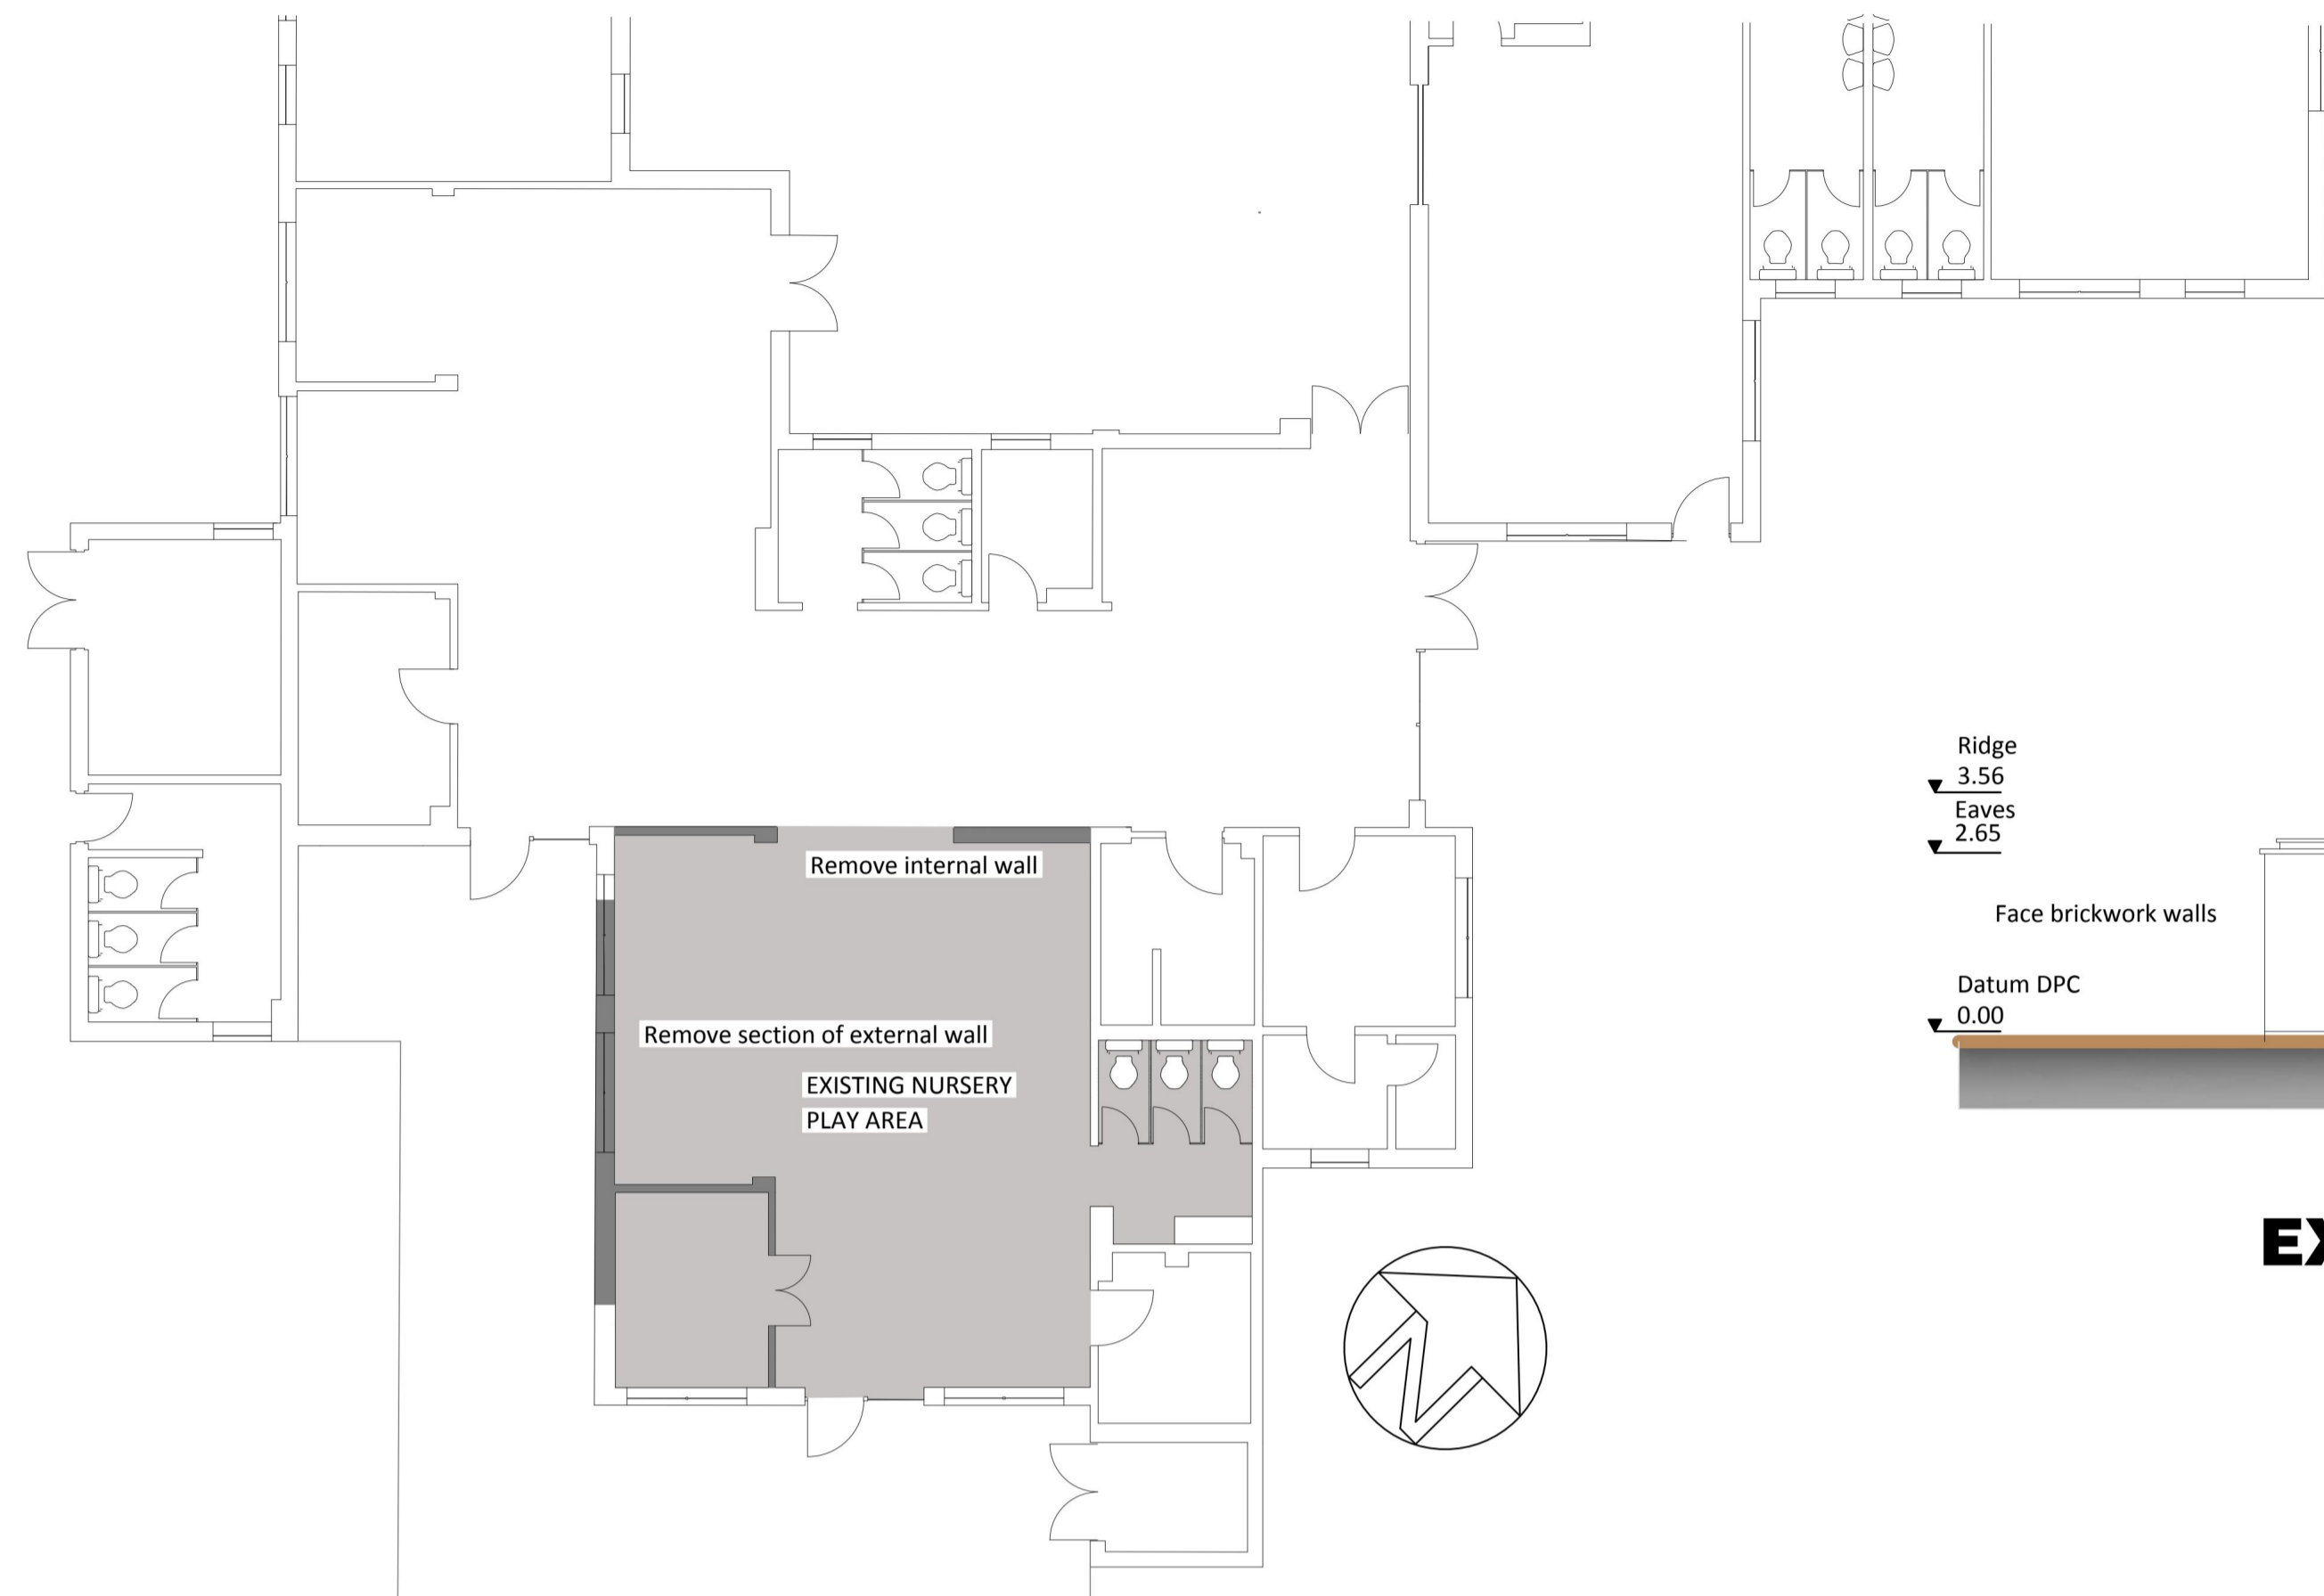 Remove internal wall
Remove section of external wall
EXISTING NURSERY
PLAY AREA
N
Ridge
3.56
Eaves
2.65
Face brickwork walls
Datum DPC
0.00
EX